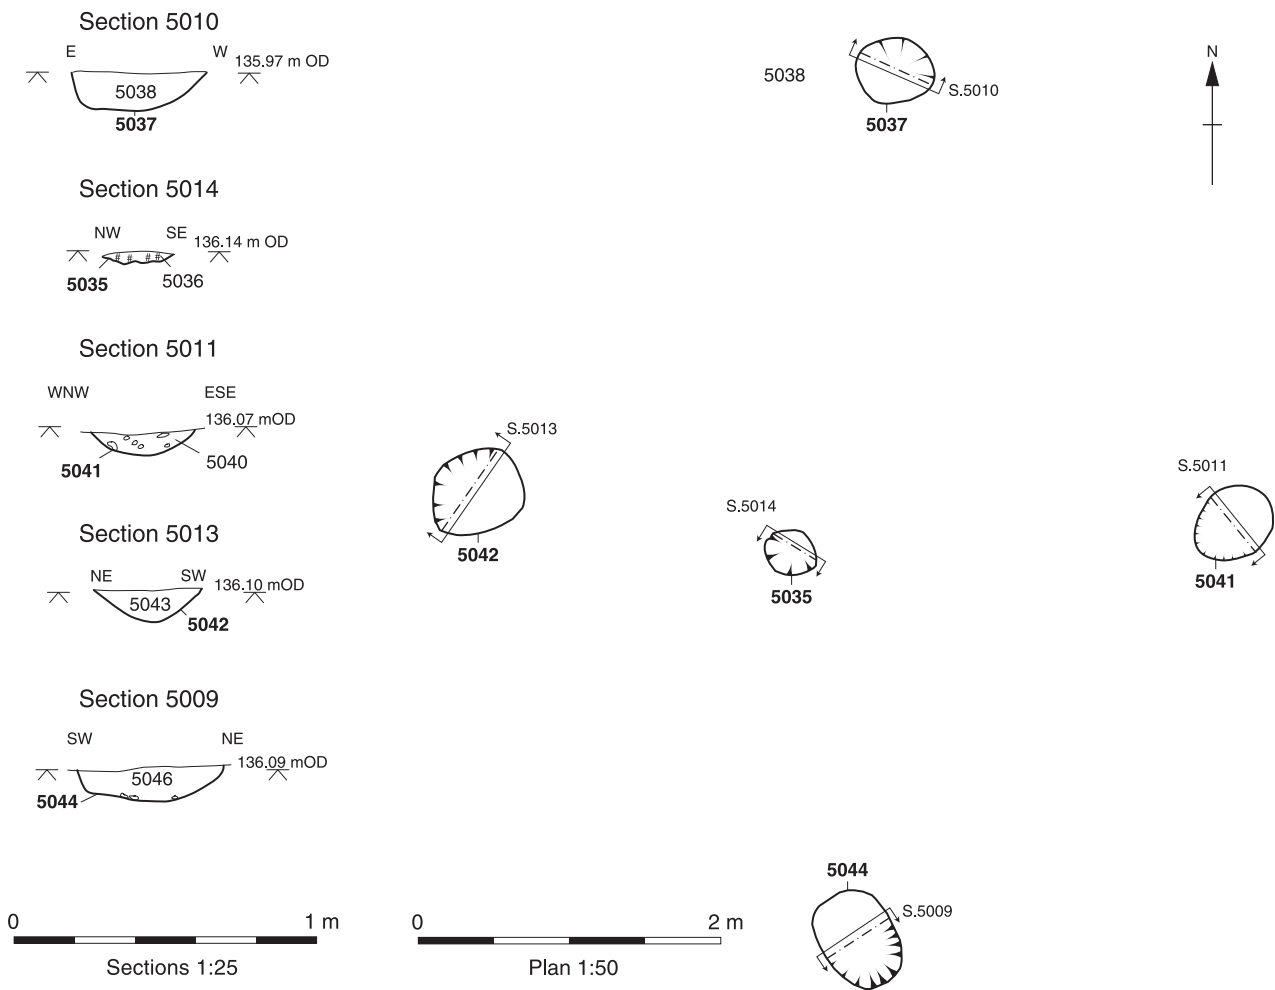 Section 5010
E W 135.97 m OD
5038
5037
Section 5014
NW SE 136.14 m OD
5035 5036
Section 5011
WNW ESE
136.07 mOD
5041 5040
Section 5013
NE SW 136.10 mOD
5043
5042
Section 5009
SW NE
136.09 mOD
5046
5044
0 1 m
Sections 1:25
5038
S.5010
5037
N
S.5013
5042
S.5014
5035
S.5011
5041
5044
S.5009
0 2 m
Plan 1:50